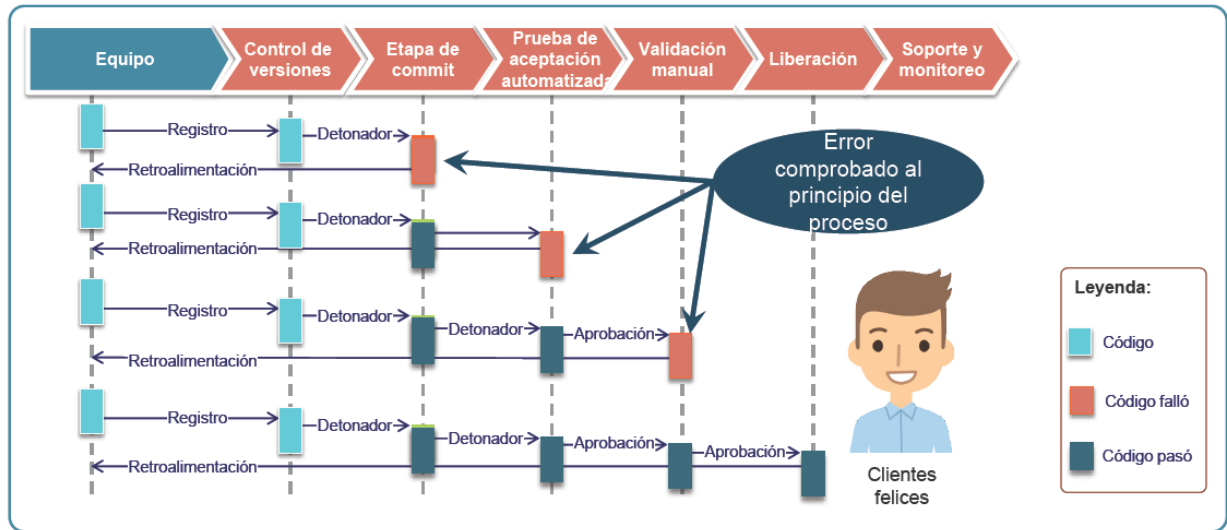 Equipo
Control de
versiones
Etapa de
commit
Prueba de
aceptación
automatizada
Validación
manual
Liberación
Soporte y
monitoreo
Registro
Detonador
Retroalimentación
Error
comprobado al
principio del
proceso
Registro
Detonador
Retroalimentación
Registro
Detonador
Detonador
Aprobación
Retroalimentación
Registro
Detonador
Detonador
Aprobación
Aprobación
Retroalimentación
Clientes
felices
Leyenda:
Código
Código falló
Código pasó